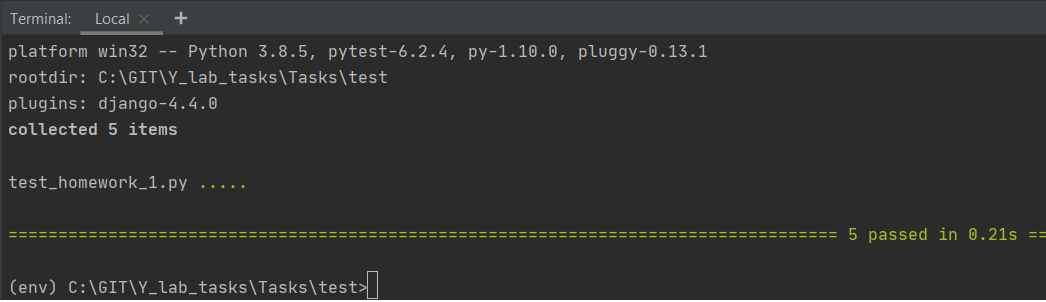 Terminal: Local × +
platform win32 -- Python 3.8.5, pytest-6.2.4, py-1.10.0, pluggy-0.13.1
rootdir: C:\GIT\Y_lab_tasks\Tasks\test
plugins: django-4.4.0
collected 5 items
test_homework_1.py .....
=================================================================================== 5 passed in 0.21s ==
(env) C:\GIT\Y_lab_tasks\Tasks\test>